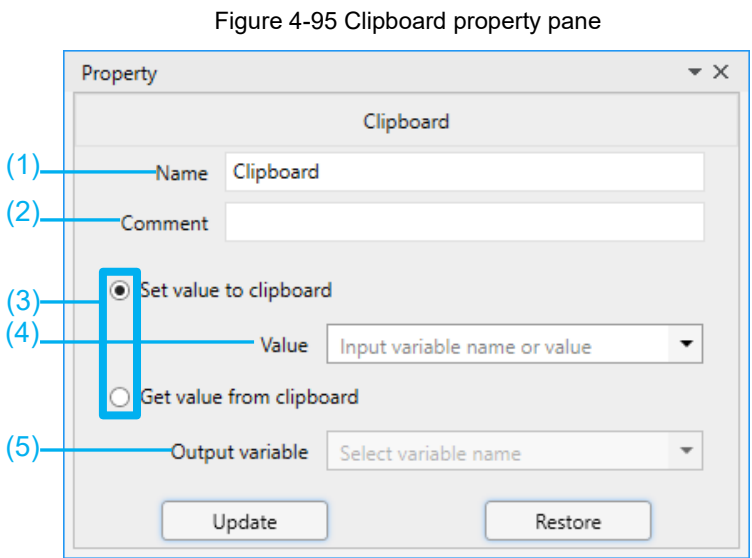 Figure 4-95 Clipboard property pane
Property
Clipboard
(1) Name Clipboard
(2) Comment
(3) Set value to clipboard
(4) Value Input variable name or value
Get value from clipboard
(5) Output variable Select variable name
Update Restore